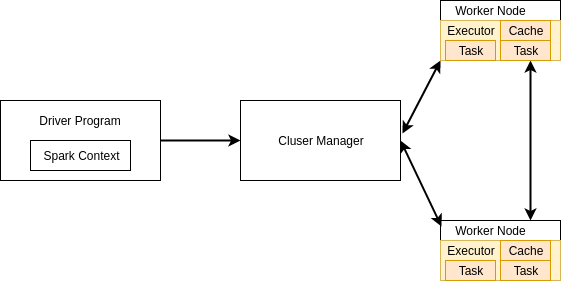 Worker Node
Executor Cache
Task Task
Driver Program
Spark Context
Cluser Manager
Worker Node
Executor Cache
Task Task